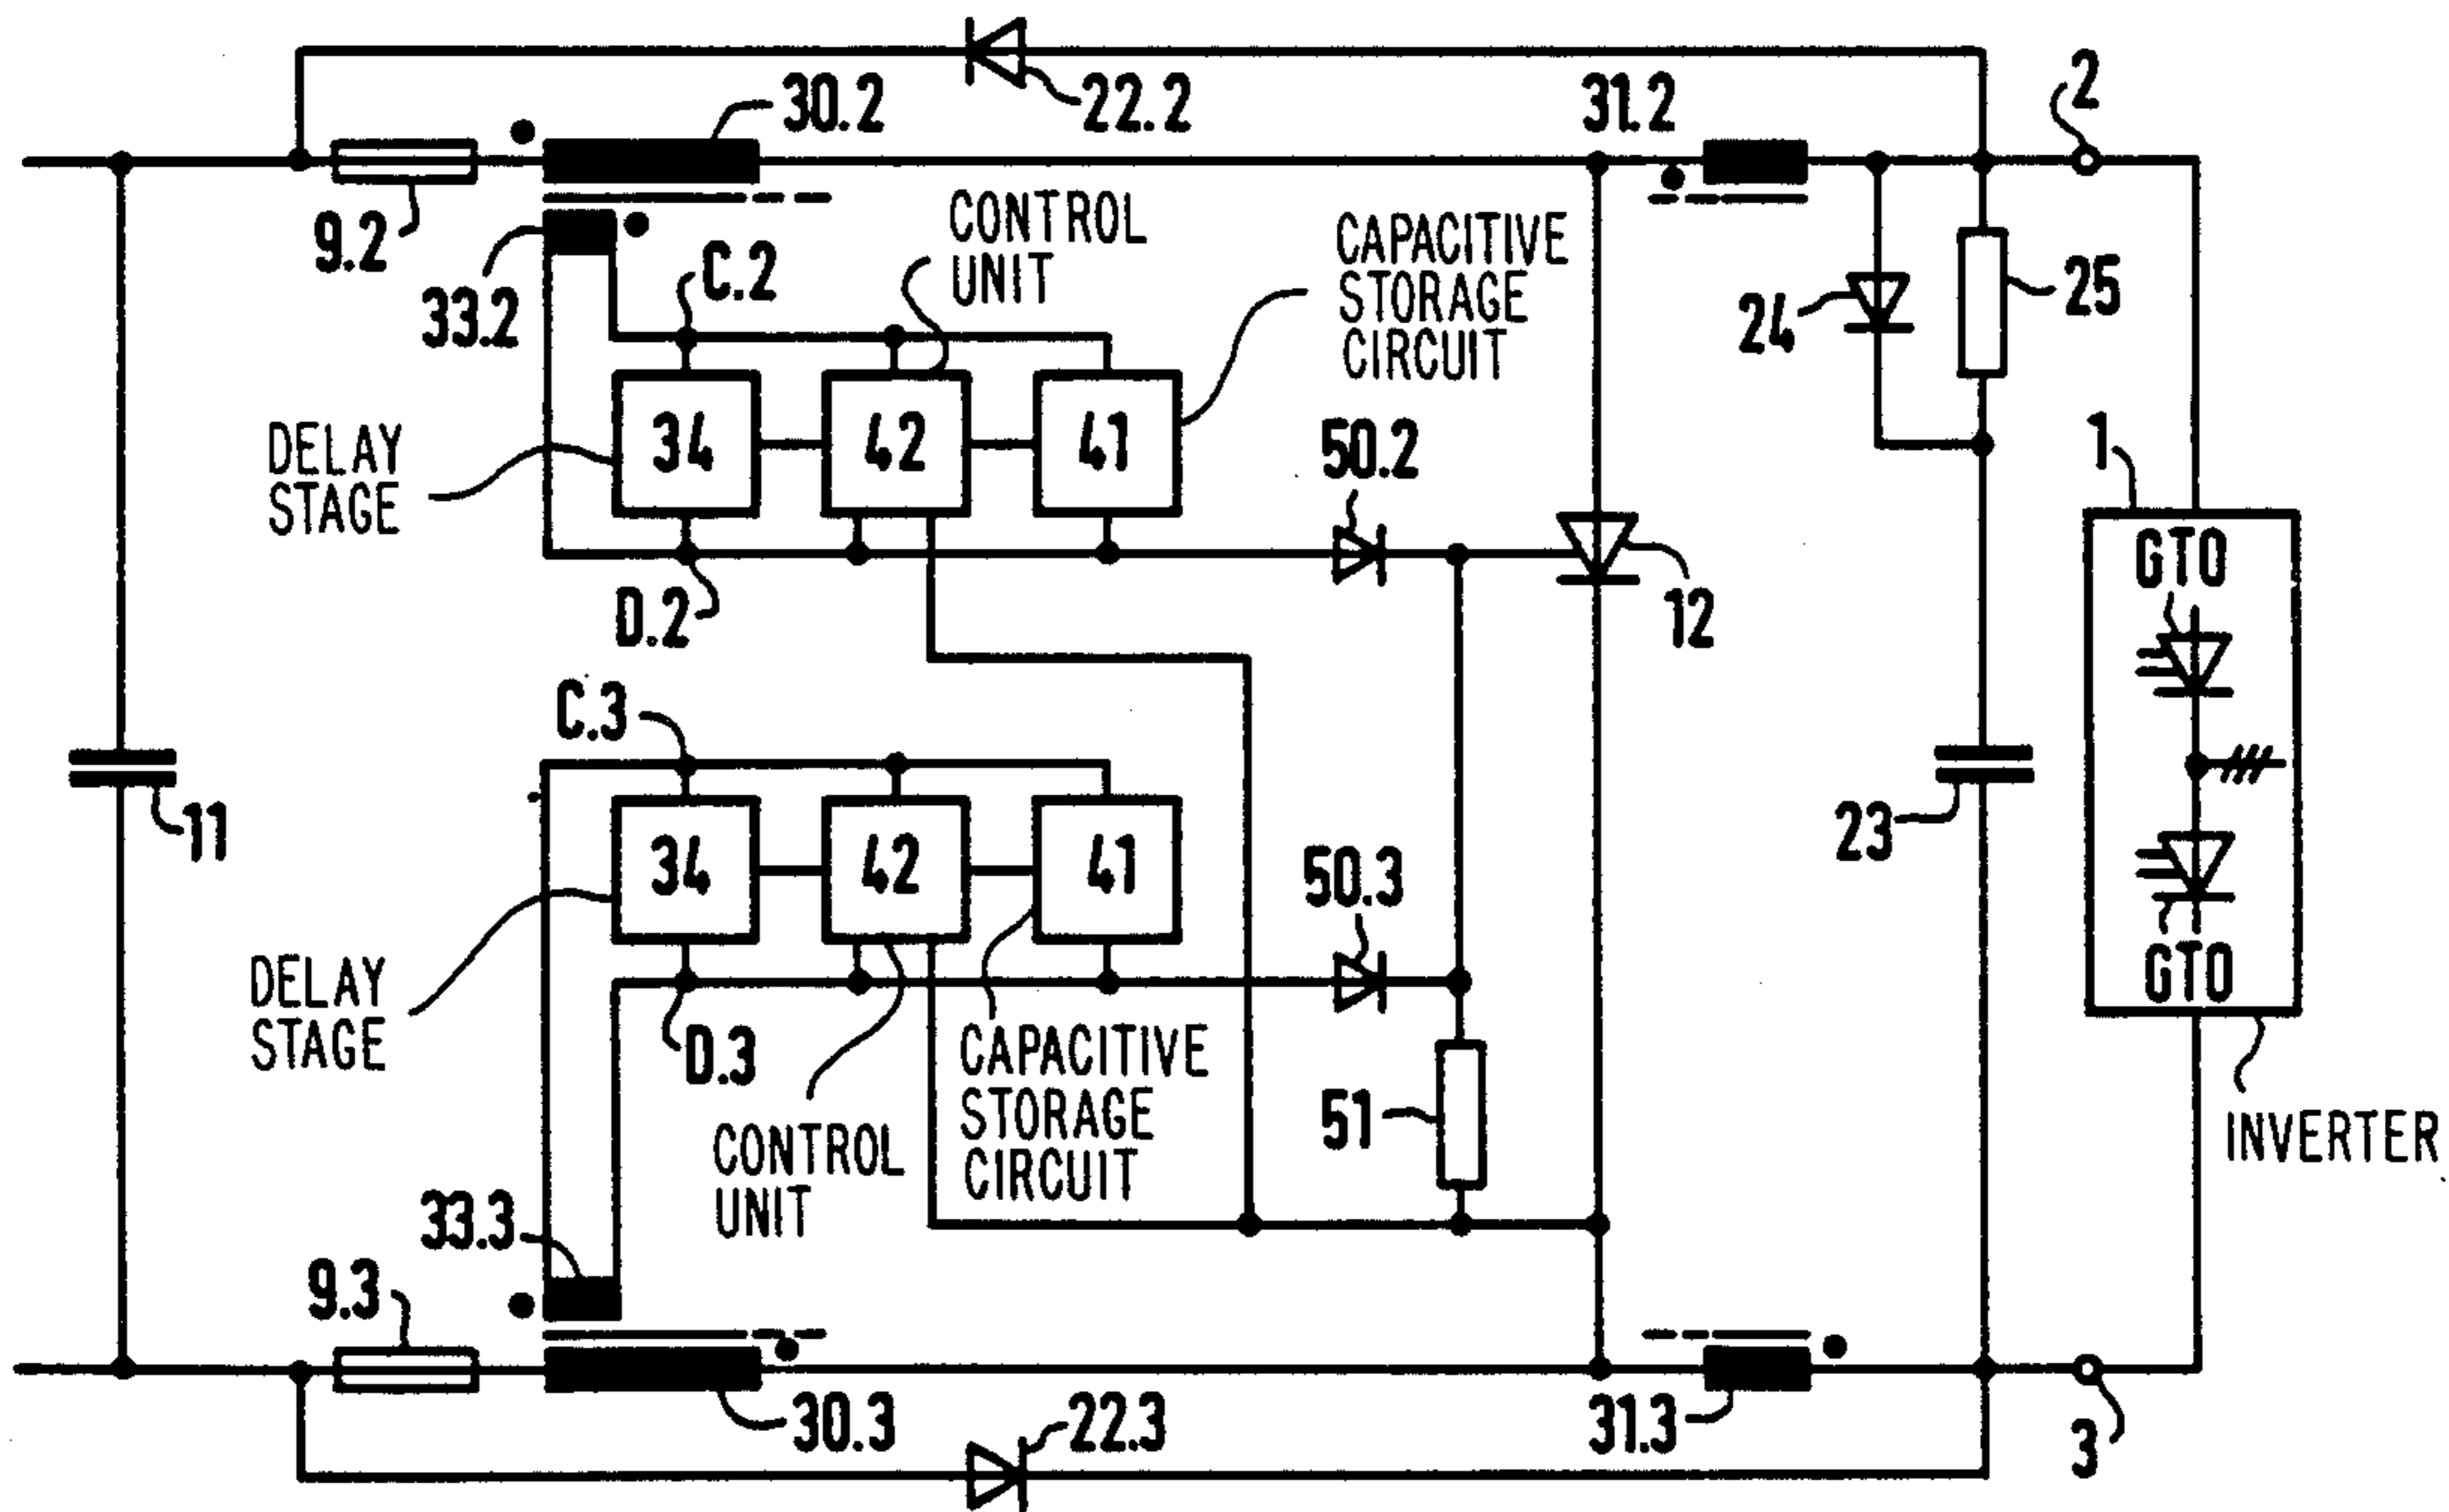 22.2
30.2
31.2
2
9.2
33.2
C.2
CONTROL
UNIT
CAPACITIVE
STORAGE
CIRCUIT
24
25
DELAY
STAGE
34
42
41
50.2
1
GTO
D.2
12
C.3
11
34
42
41
50.3
23
GTO
DELAY
STAGE
D.3
CONTROL
UNIT
CAPACITIVE
STORAGE
CIRCUIT
51
INVERTER
33.3
9.3
30.3
22.3
31.3
3